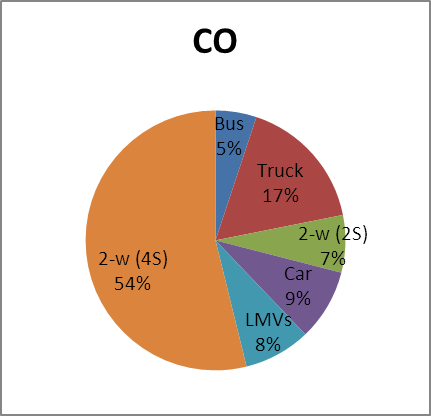 CO
Bus
5%
Truck
17%
2-w (2S)
7%
Car
9%
LMVs
8%
2-w (4S)
54%